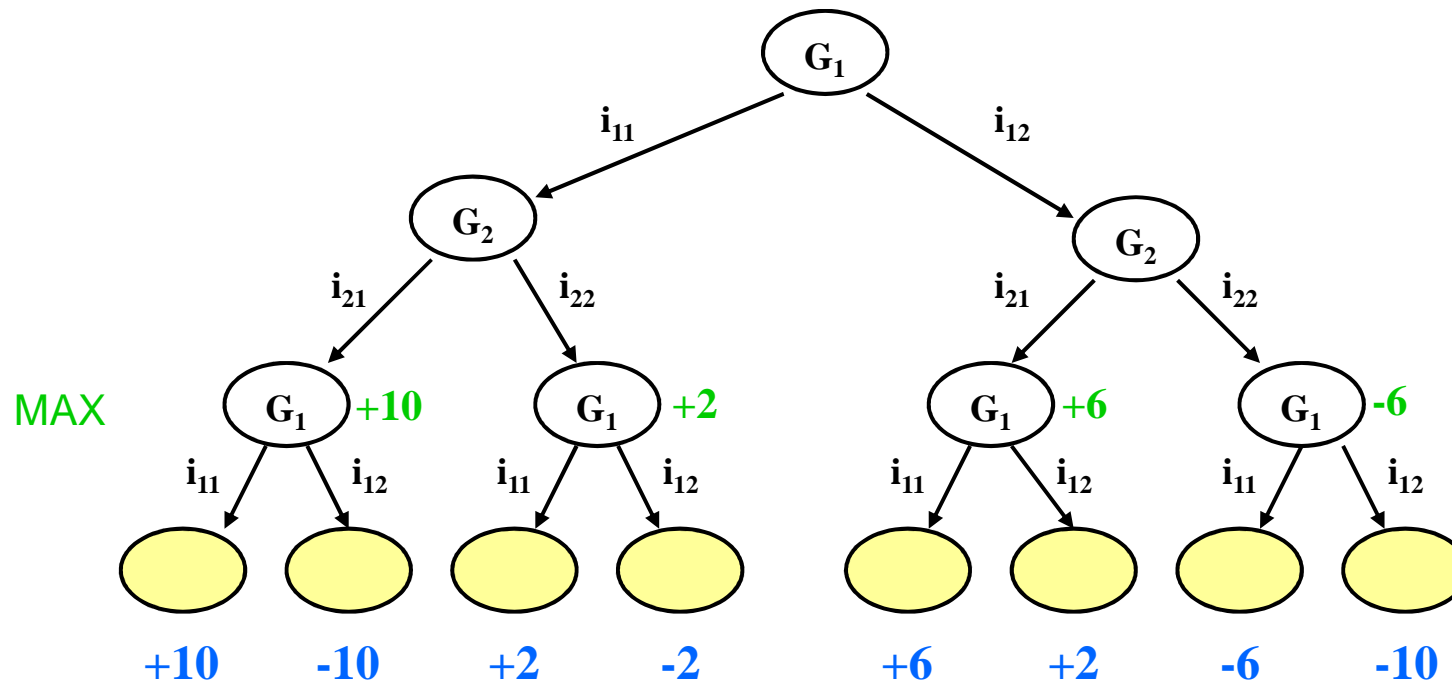 G₁
i₁₁ i₁₂
G₂ G₂
i₂₁ i₂₂ i₂₁ i₂₂
MAX G₁ +10 G₁ +2 G₁ +6 G₁ -6
i₁₁ i₁₂ i₁₁ i₁₂ i₁₁ i₁₂ i₁₁ i₁₂
+10 -10 +2 -2 +6 +2 -6 -10